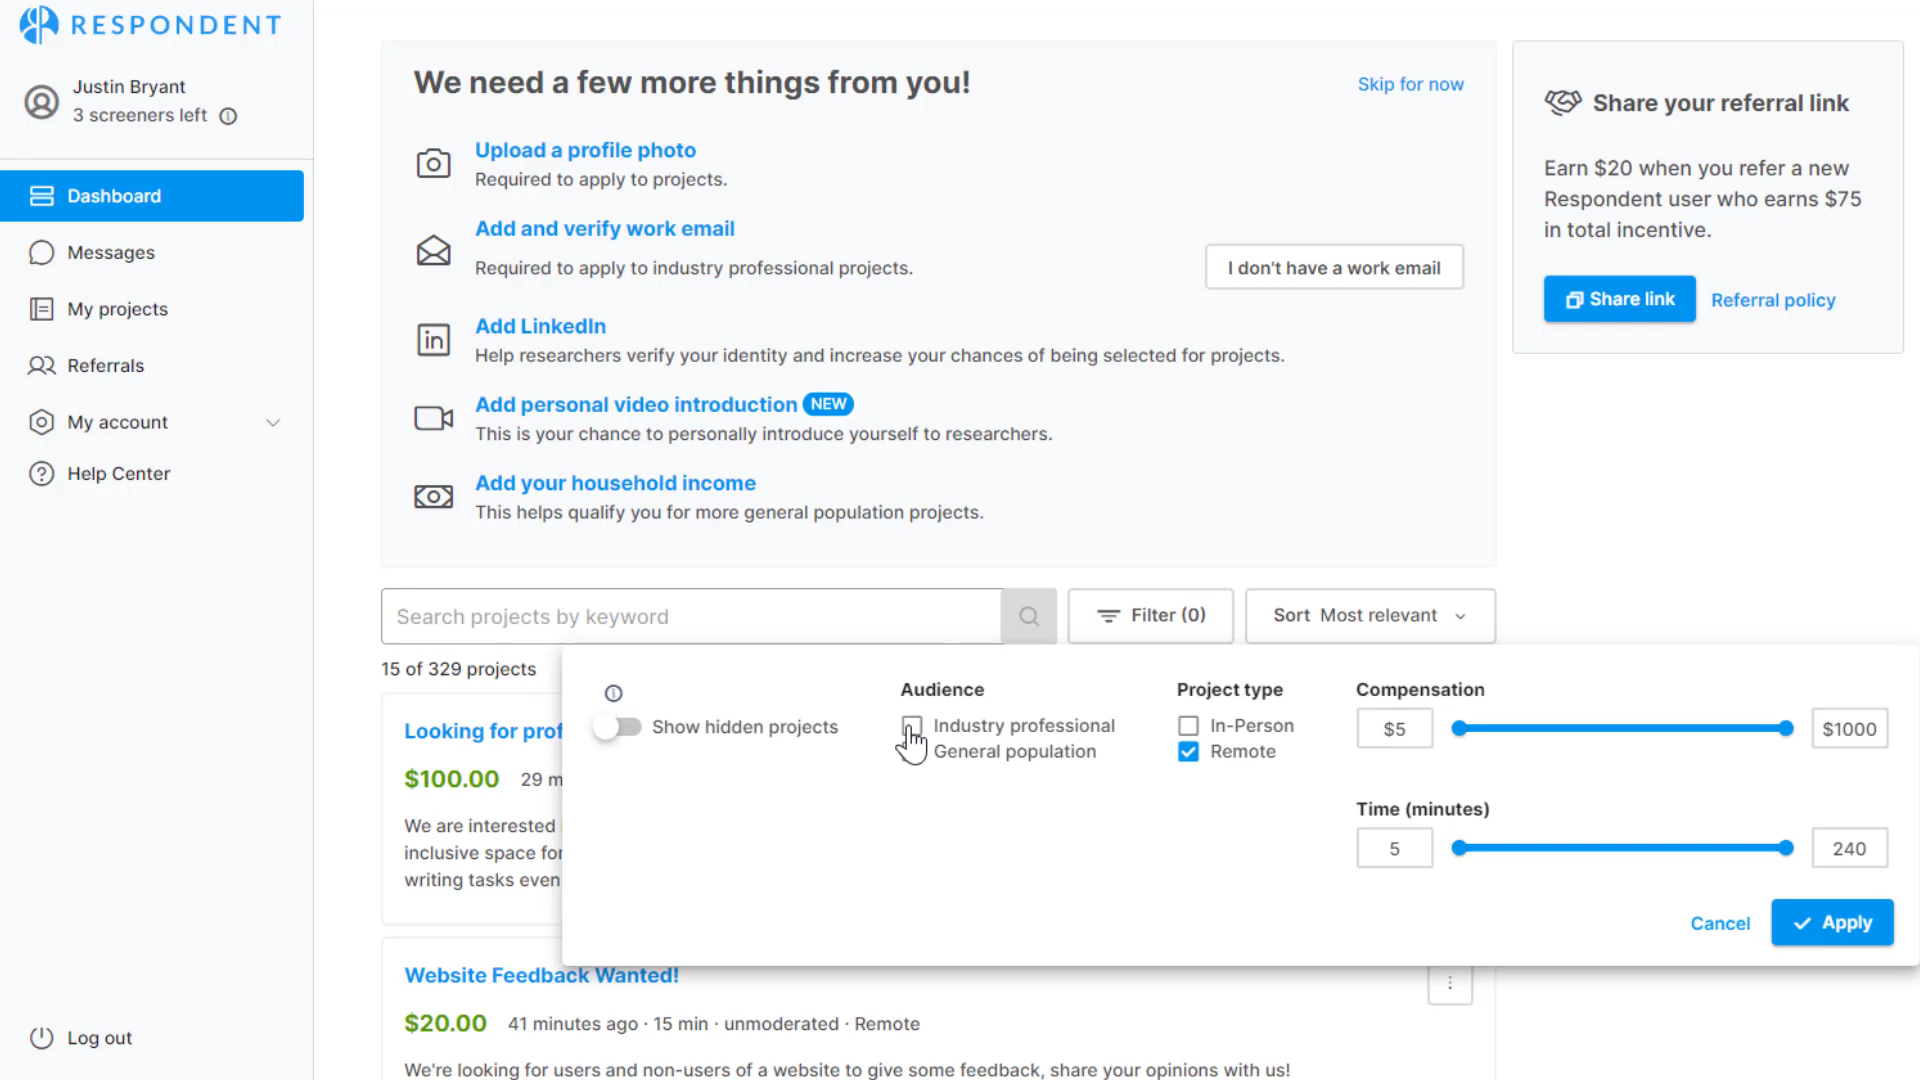 RESPONDENT
Justin Bryant
3 screeners left
Dashboard
Messages
My projects
Referrals
My account
Help Center
Log out
We need a few more things from you!
Skip for now
Upload a profile photo
Required to apply to projects.
Add and verify work email
Required to apply to industry professional projects.
I don't have a work email
Add LinkedIn
Help researchers verify your identity and increase your chances of being selected for projects.
Add personal video introduction NEW
This is your chance to personally introduce yourself to researchers.
Add your household income
This helps qualify you for more general population projects.
Share your referral link
Earn $20 when you refer a new
Respondent user who earns $75
in total incentive.
Share link
Referral policy
Search projects by keyword
Filter (0)
Sort Most relevant
15 of 329 projects
Show hidden projects
Audience
Industry professional
General population
Project type
In-Person
Remote
Compensation
$5
$1000
Time (minutes)
5
240
Cancel
Apply
Looking for prof
$100.00 29 m
We are interested
inclusive space for
writing tasks even
Website Feedback Wanted!
$20.00 41 minutes ago · 15 min · unmoderated · Remote
We're looking for users and non-users of a website to give some feedback, share your opinions with us!